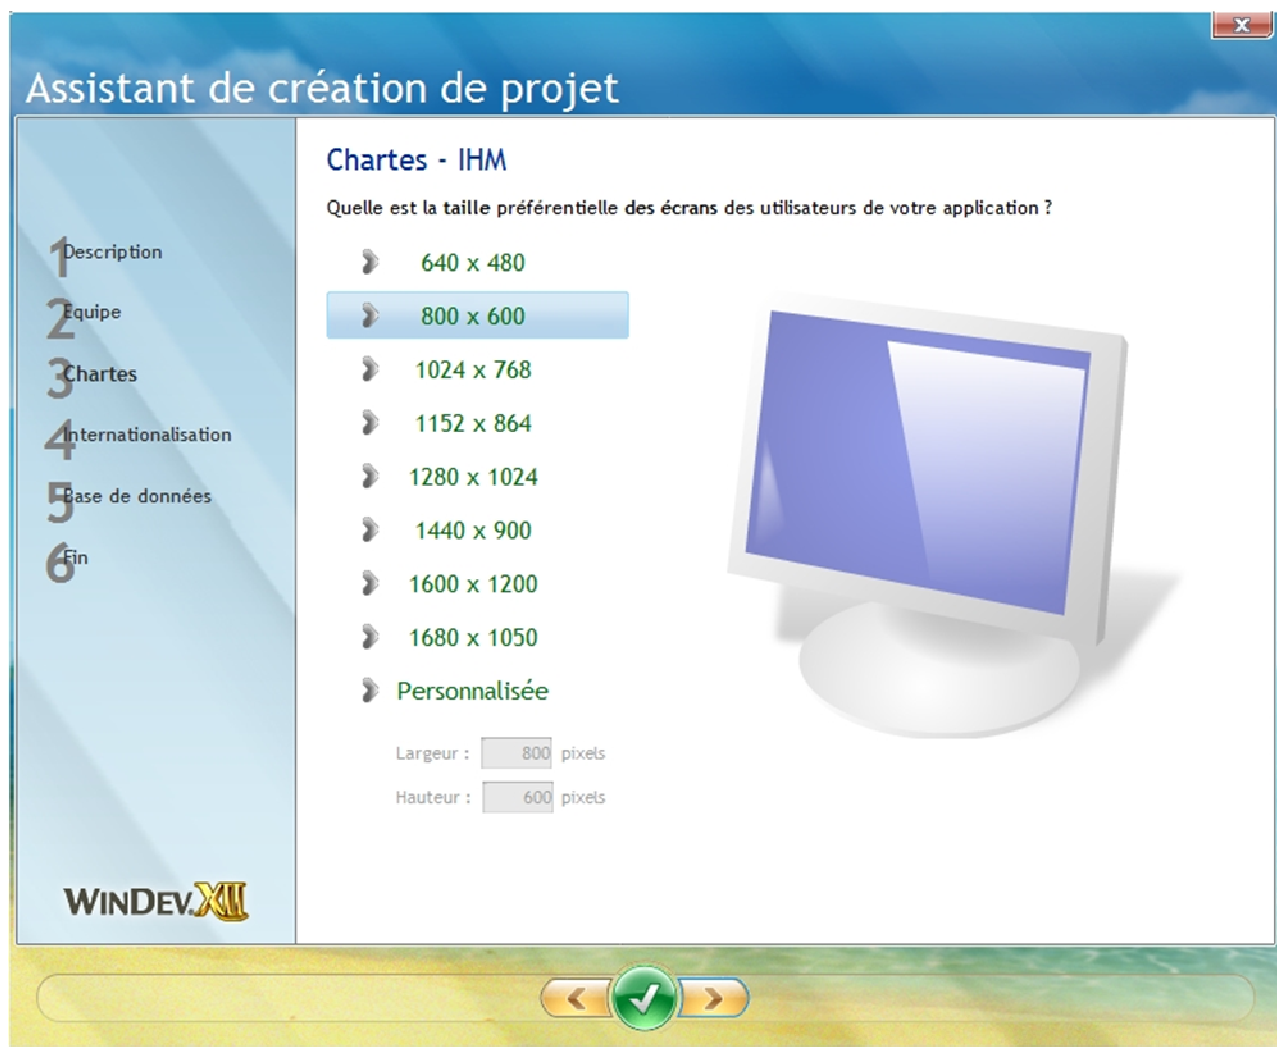 Assistant de création de projet
Chartes - IHM
Quelle est la taille préférentielle des écrans des utilisateurs de votre application ?
1 Description
2 Equipe
3 Chartes
4 Internationalisation
5 Base de données
6 Fin
640 x 480
800 x 600
1024 x 768
1152 x 864
1280 x 1024
1440 x 900
1600 x 1200
1680 x 1050
Personnalisée
Largeur : 800 pixels
Hauteur : 600 pixels
WINDEV. XII